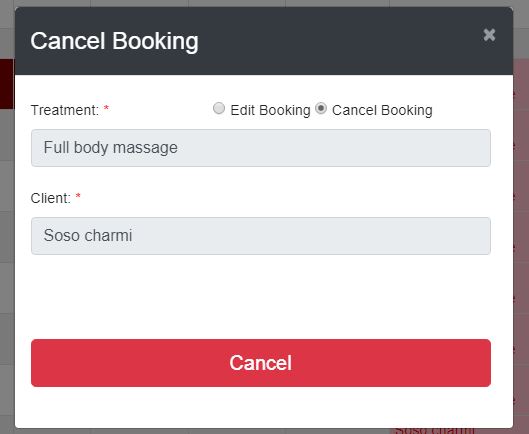 Cancel Booking ×
Treatment: * Edit Booking Cancel Booking
Full body massage
Client: *
Soso charmi
Cancel
Soso charmi